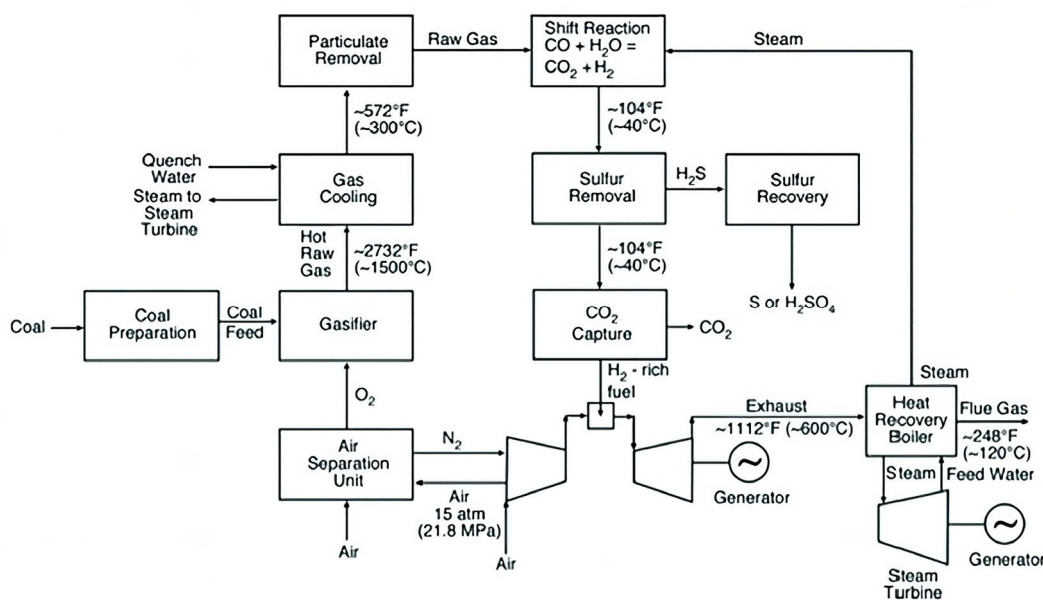 Particulate
Removal
Raw Gas
Shift Reaction
CO + H₂O =
CO₂ + H₂
Steam
~572°F
(~300°C)
~104°F
(~40°C)
Quench
Water
Steam to
Steam
Turbine
Gas
Cooling
Sulfur
Removal
H₂S
Sulfur
Recovery
Hot
Raw
Gas
~2732°F
(~1500°C)
~104°F
(~40°C)
S or H₂SO₄
Coal
Coal
Preparation
Coal
Feed
Gasifier
CO₂
Capture
CO₂
O₂
H₂ - rich
fuel
Steam
Heat
Recovery
Boiler
Exhaust
~1112°F (~600°C)
Flue Gas
~248°F
(~120°C)
Air
Separation
Unit
N₂
Air
15 atm
(21.8 MPa)
~
Generator
Steam
Feed Water
Air
Air
~
Generator
Steam
Turbine